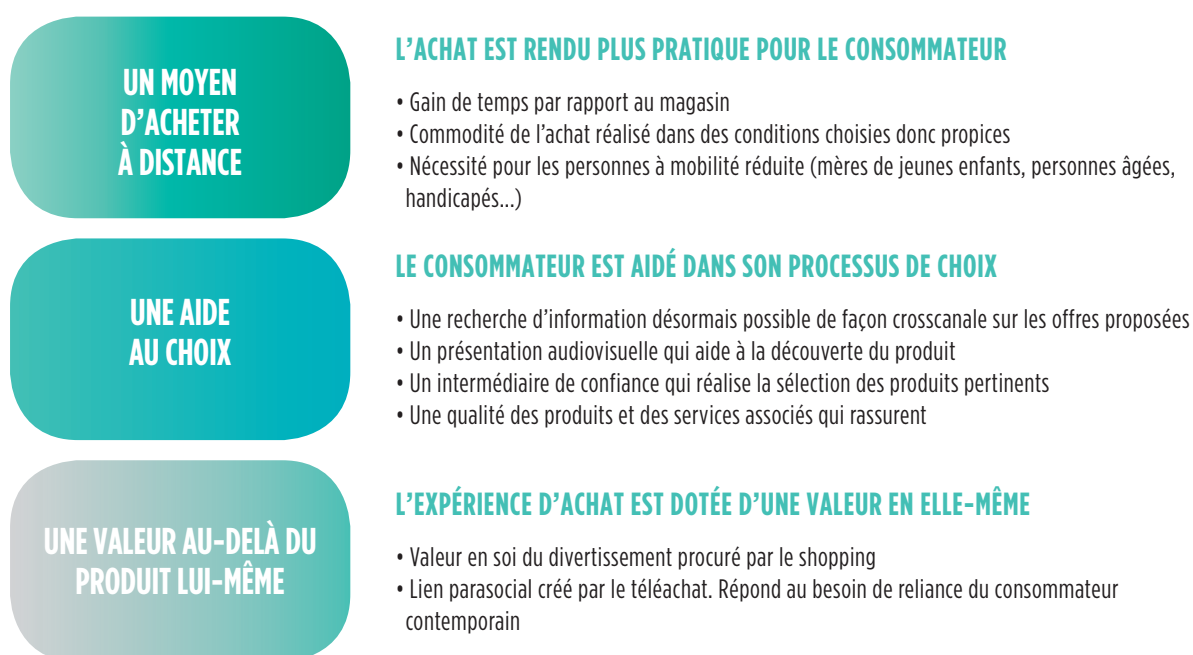 UN MOYEN
D'ACHETER
À DISTANCE
L'ACHAT EST RENDU PLUS PRATIQUE POUR LE CONSOMMATEUR
• Gain de temps par rapport au magasin
• Commodité de l'achat réalisé dans des conditions choisies donc propices
• Nécessité pour les personnes à mobilité réduite (mères de jeunes enfants, personnes âgées,
handicapés...)
UNE AIDE
AU CHOIX
LE CONSOMMATEUR EST AIDÉ DANS SON PROCESSUS DE CHOIX
• Une recherche d'information désormais possible de façon crosscanale sur les offres proposées
• Un présentation audiovisuelle qui aide à la découverte du produit
• Un intermédiaire de confiance qui réalise la sélection des produits pertinents
• Une qualité des produits et des services associés qui rassurent
UNE VALEUR AU-DELÀ DU
PRODUIT LUI-MÊME
L'EXPÉRIENCE D'ACHAT EST DOTÉE D'UNE VALEUR EN ELLE-MÊME
• Valeur en soi du divertissement procuré par le shopping
• Lien parasocial créé par le téléachat. Répond au besoin de reliance du consommateur
contemporain